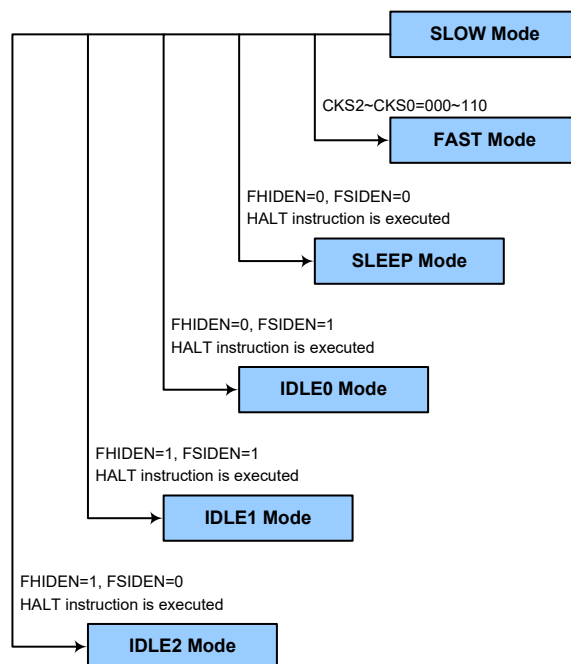 SLOW Mode
CKS2~CKS0=000~110
FAST Mode
FHIDEN=0, FSIDEN=0
HALT instruction is executed
SLEEP Mode
FHIDEN=0, FSIDEN=1
HALT instruction is executed
IDLE0 Mode
FHIDEN=1, FSIDEN=1
HALT instruction is executed
IDLE1 Mode
FHIDEN=1, FSIDEN=0
HALT instruction is executed
IDLE2 Mode